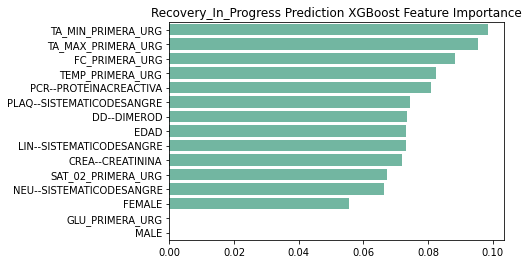 Recovery_In_Progress Prediction XGBoost Feature Importance
TA_MIN_PRIMERA_URG
TA_MAX_PRIMERA_URG
FC_PRIMERA_URG
TEMP_PRIMERA_URG
PCR--PROTEINACREACTIVA
PLAQ--SISTEMATICODESANGRE
DD--DIMEROD
EDAD
LIN--SISTEMATICODESANGRE
CREA--CREATININA
SAT_02_PRIMERA_URG
NEU--SISTEMATICODESANGRE
FEMALE
GLU_PRIMERA_URG
MALE
0.00 0.02 0.04 0.06 0.08 0.10